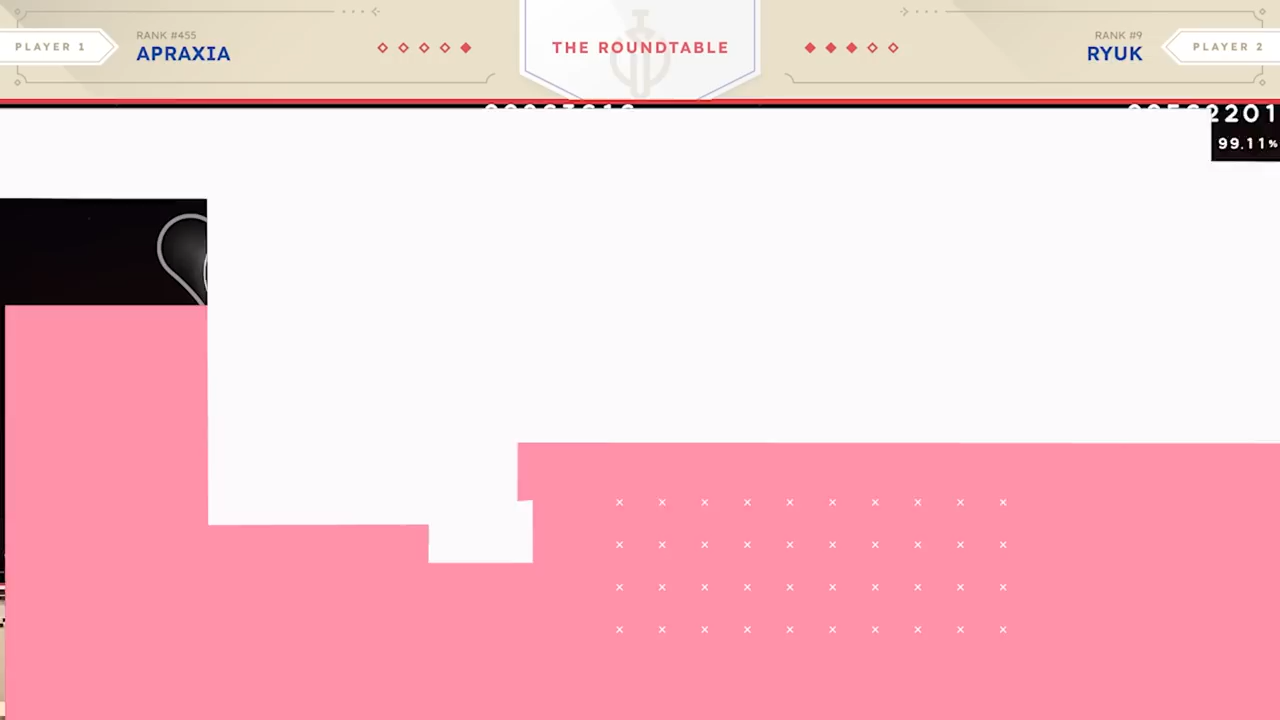 PLAYER 1
RANK #455
APRAXIA
THE ROUNDTABLE
RANK #9
RYUK
PLAYER 2
99.11%